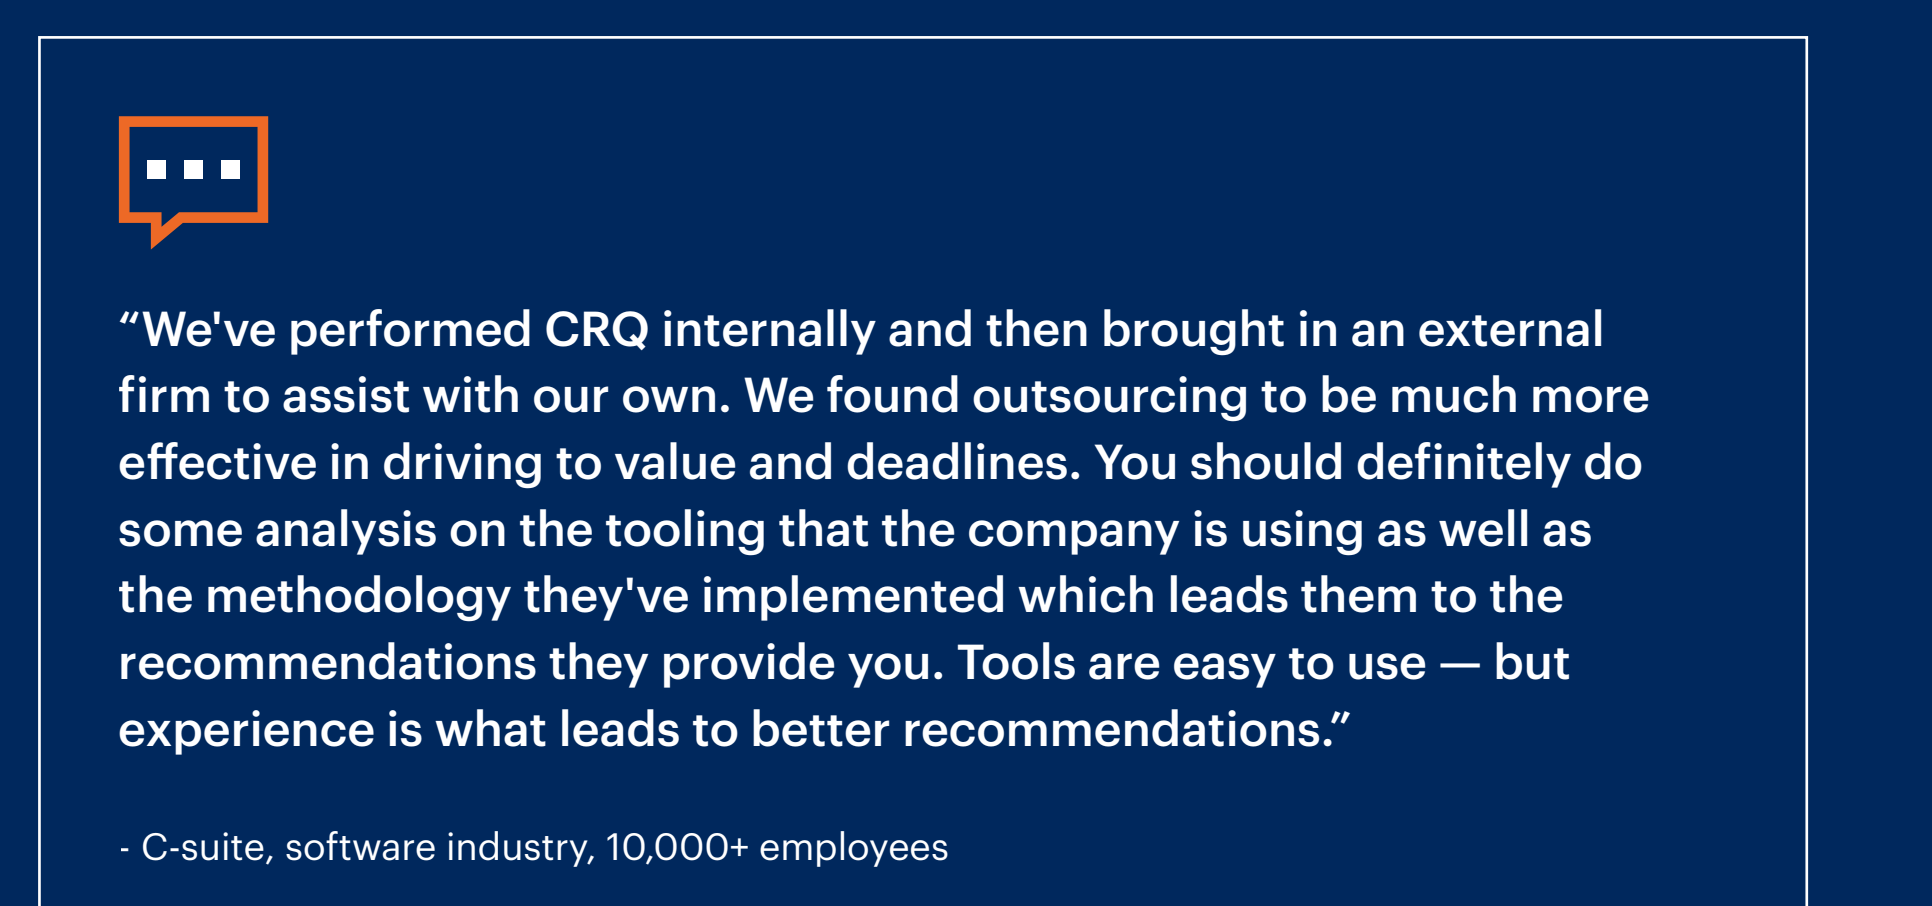 “We've performed CRQ internally and then brought in an external
firm to assist with our own. We found outsourcing to be much more
effective in driving to value and deadlines. You should definitely do
some analysis on the tooling that the company is using as well as
the methodology they've implemented which leads them to the
recommendations they provide you. Tools are easy to use — but
experience is what leads to better recommendations.”
- C-suite, software industry, 10,000+ employees